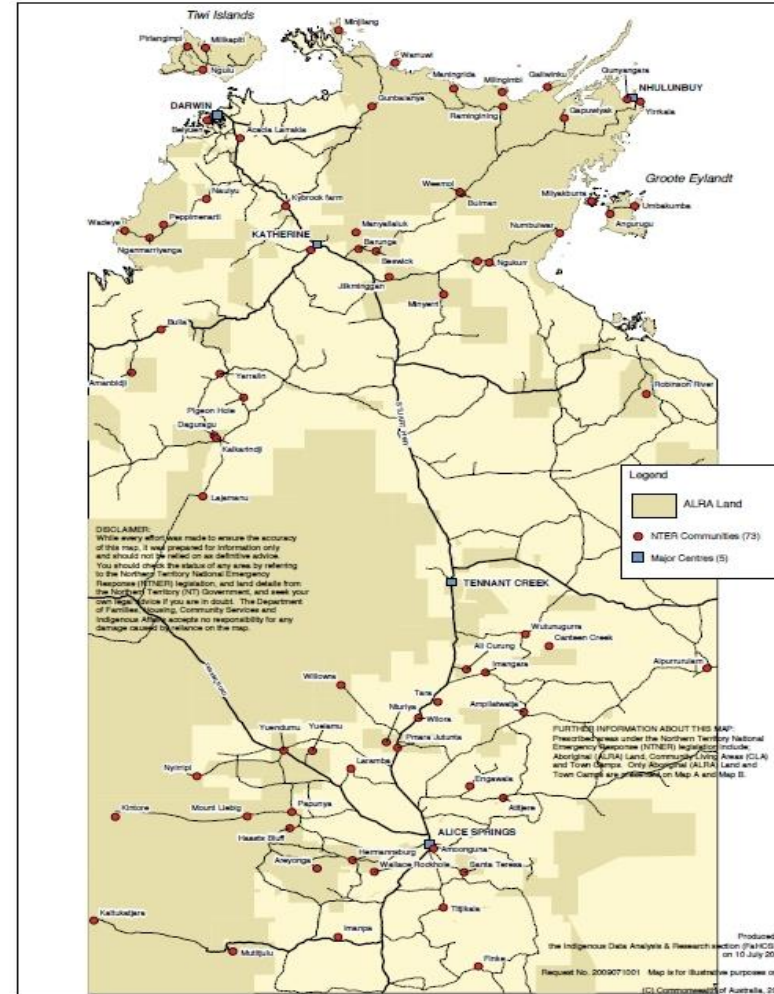 Tiwi Islands
Minjilang
Pirlangimpi
Milikapiti
Nguiu
Warruwi
Maningrida
Milingimbi
Galiwinku
Gunyangara
NHULUNBUY
Yirrkala
DARWIN
Belyuen
Acacia Larrakia
Gunbalanya
Ramingining
Gapuwiyak
Groote Eylandt
Weemol
Bulman
Milyakburra
Umbakumba
Angurugu
Numbulwar
Nauiyu
Kybrook farm
Wadeye
Peppimenarti
Nganmarriyanga
KATHERINE
Manyallaluk
Barunga
Beswick
Ngukurr
Jilkminggan
Minyerri
Bulla
Amanbidji
Yarralin
Pigeon Hole
Daguragu
Kalkarindji
Lajamanu
Robinson River
Legend
ALRA Land
NTER Communities (73)
Major Centres (5)
DISCLAIMER:
While every effort was made to ensure the accuracy
of this map, it was prepared for information only
and should not be relied on as definitive advice.
You should check the status of any area by referring
to the Northern Territory National Emergency
Response (NTNER) legislation, and land details from
the Northern Territory (NT) Government, and seek your
own legal advice if you are in doubt. The Department
of Families, Housing, Community Services and
Indigenous Affairs accepts no responsibility for any
damage caused by reliance on the map.
TENNANT CREEK
Wutunugurra
Canteen Creek
Ali Curung
Imangara
Alpurrurulam
Willowra
Tara
Nturiya
Wilora
Ampilatwatja
Pmara Jutunta
Yuendumu
Yuelamu
Laramba
Nyirripi
FURTHER INFORMATION ABOUT THIS MAP:
Prescribed areas under the Northern Territory National
Emergency Response (NTNER) legislation include;
Aboriginal (ALRA) Land, Community Living Areas (CLA)
and Town Camps. Only Aboriginal (ALRA) Land and
Town Camps are presented on Map A and Map B.
Engawala
Atitjere
Kintore
Mount Liebig
Papunya
Haasts Bluff
ALICE SPRINGS
Amoonguna
Hermannsburg
Areyonga
Wallace Rockhole
Santa Teresa
Titjikala
Kaltukatjara
Imanpa
Mutitjulu
Finke
Produced
the Indigenous Data Analysis & Research section (FaHCS
on 10 July 20
Request No. 2009071001 Map is for illustrative purposes o
(C) Commonwealth of Australia, 20